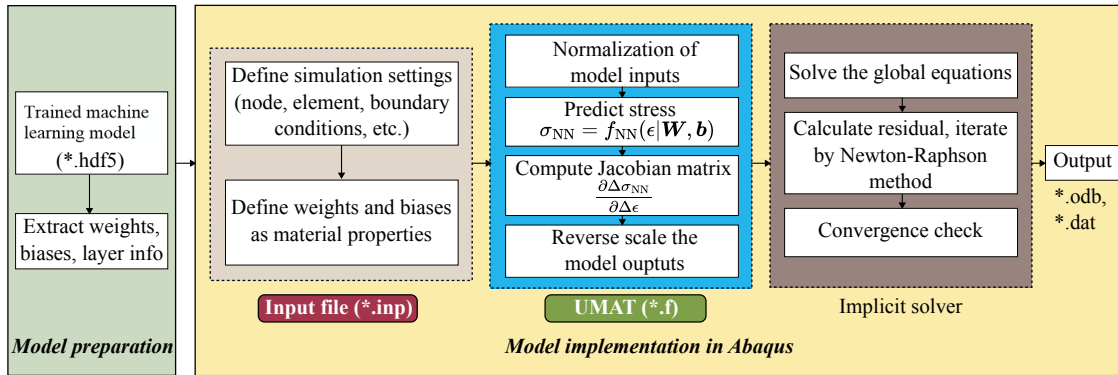 Trained machine
learning model
(*.hdf5)
Extract weights,
biases, layer info
Model preparation
Define simulation settings
(node, element, boundary
conditions, etc.)
Define weights and biases
as material properties
Input file (*.inp)
Normalization of
model inputs
Predict stress
σ_NN = f_NN(ϵ|W, b)
Compute Jacobian matrix
∂Δσ_NN
∂Δϵ
Reverse scale the
model ouptuts
UMAT (*.f)
Solve the global equations
Calculate residual, iterate
by Newton-Raphson
method
Convergence check
Implicit solver
Output
*.odb,
*.dat
Model implementation in Abaqus